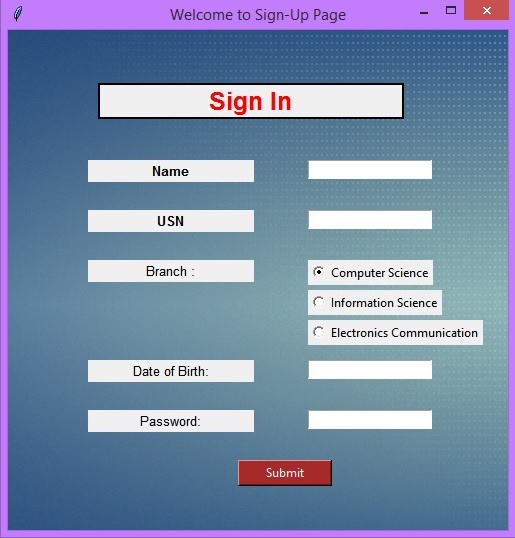 Welcome to Sign-Up Page
Sign In
Name
USN
Branch :
Computer Science
Information Science
Electronics Communication
Date of Birth:
Password:
Submit